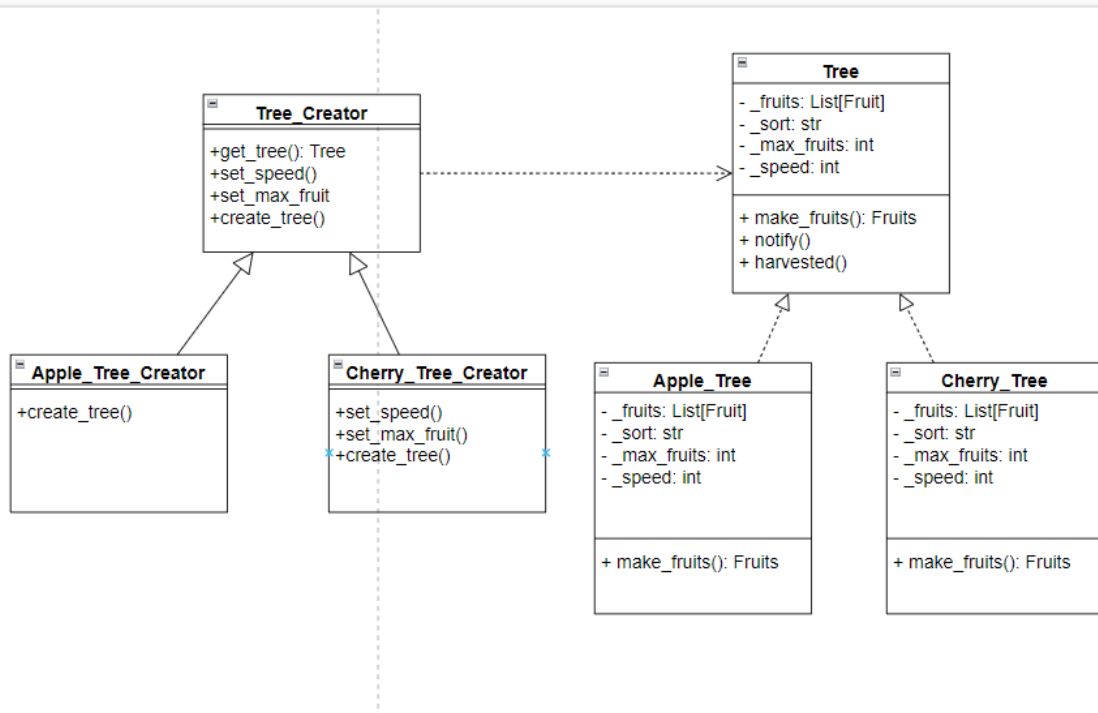 Tree_Creator
+get_tree(): Tree
+set_speed()
+set_max_fruit
+create_tree()
Tree
- _fruits: List[Fruit]
- _sort: str
- _max_fruits: int
- _speed: int
+ make_fruits(): Fruits
+ notify()
+ harvested()
Apple_Tree_Creator
+create_tree()
Cherry_Tree_Creator
+set_speed()
+set_max_fruit()
+create_tree()
Apple_Tree
- _fruits: List[Fruit]
- _sort: str
- _max_fruits: int
- _speed: int
+ make_fruits(): Fruits
Cherry_Tree
- _fruits: List[Fruit]
- _sort: str
- _max_fruits: int
- _speed: int
+ make_fruits(): Fruits